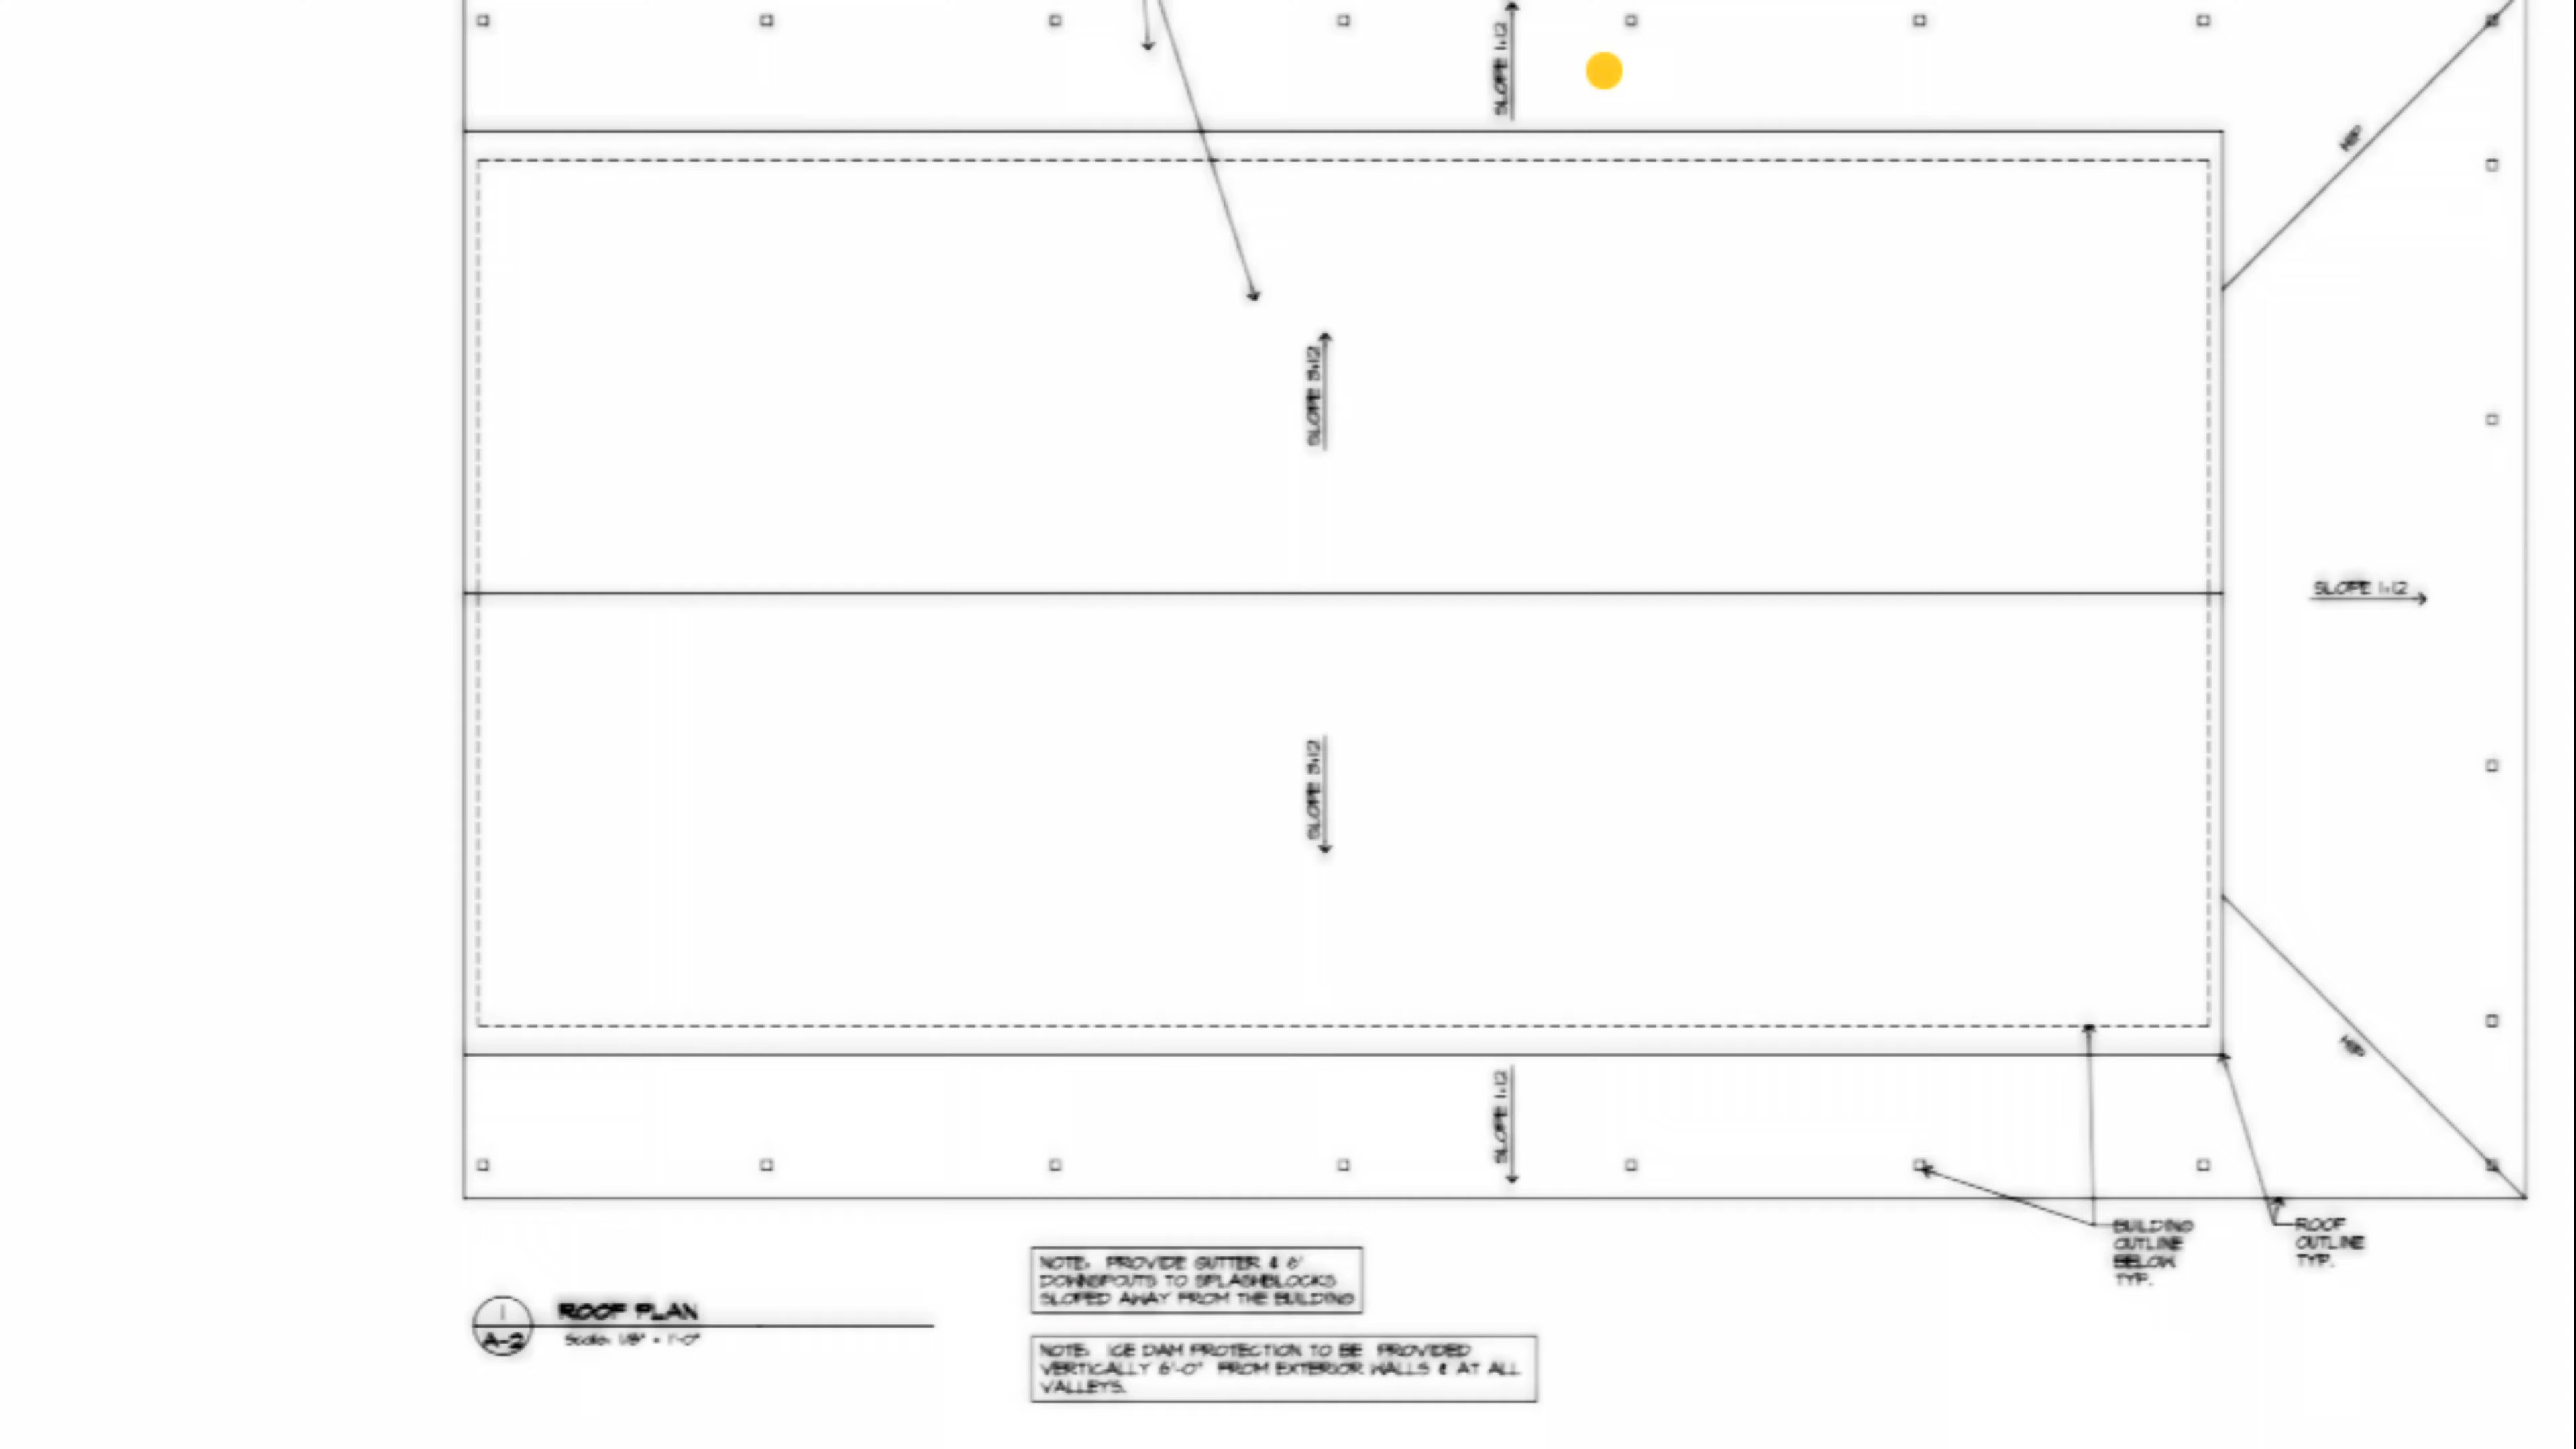 SLOPE 1:12
HIP
SLOPE 3:12
SLOPE 1:12
SLOPE 3:12
HIP
SLOPE 1:12
BUILDING
OUTLINE
BELOW
TYP.
ROOF
OUTLINE
TYP.
NOTE: PROVIDE GUTTER & 6"
DOWNSPOUTS TO SPLASHBLOCKS
SLOPED AWAY FROM THE BUILDING
1
A-2
ROOF PLAN
Scale: 1/8" = 1'-0"
NOTE: ICE DAM PROTECTION TO BE PROVIDED
VERTICALLY 6'-0" FROM EXTERIOR WALLS & AT ALL
VALLEYS.